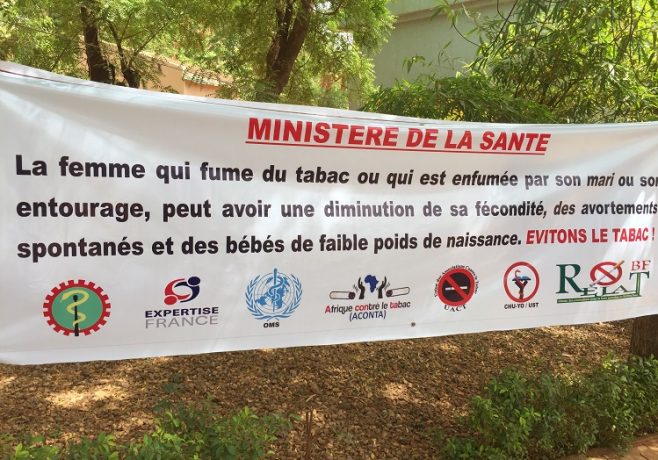 MINISTERE DE LA SANTE
La femme qui fume du tabac ou qui est enfumée par son mari ou son
entourage, peut avoir une diminution de sa fécondité, des avortements
spontanés et des bébés de faible poids de naissance. EVITONS LE TABAC !
EXPERTISE
FRANCE
OMS
Afrique contre le tabac
(ACONTA)
UACT
CHU-YO / UST
RELAT BF